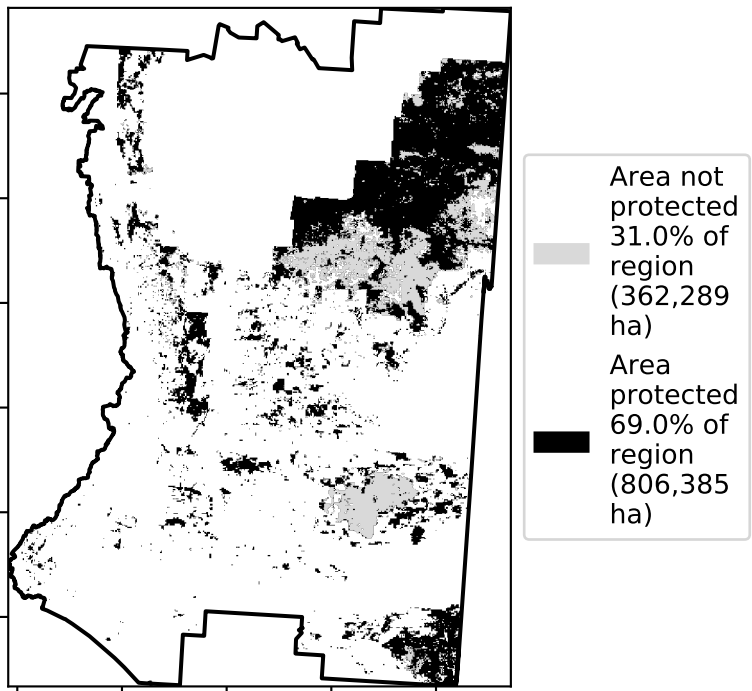 Area not
protected
31.0% of
region
(362,289
ha)
Area
protected
69.0% of
region
(806,385
ha)